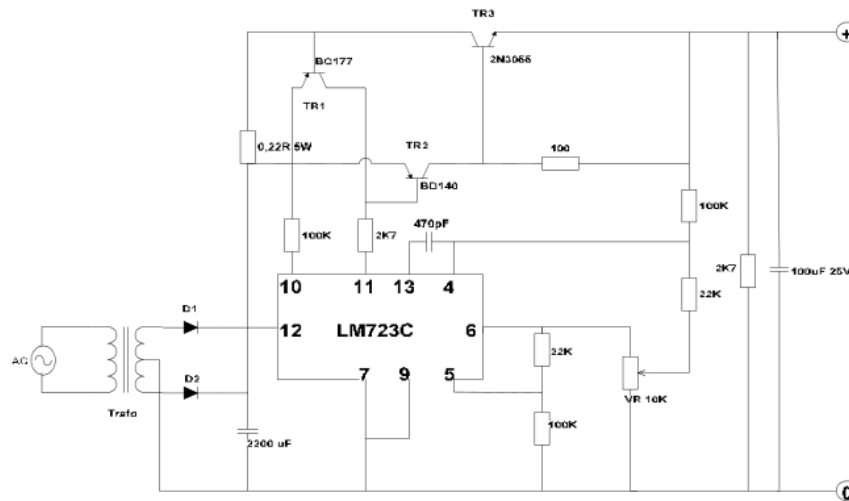 TR3
BC177
2N3055
TR1
TR2
0,22R 5W
100
BD140
470pF
100K
100K
2K7
2K7
100uF 25V
22K
10
11
13
4
D1
12
LM723C
6
AC
22K
D2
7
9
5
VR 10K
Trafo
100K
2200 uF
+
0